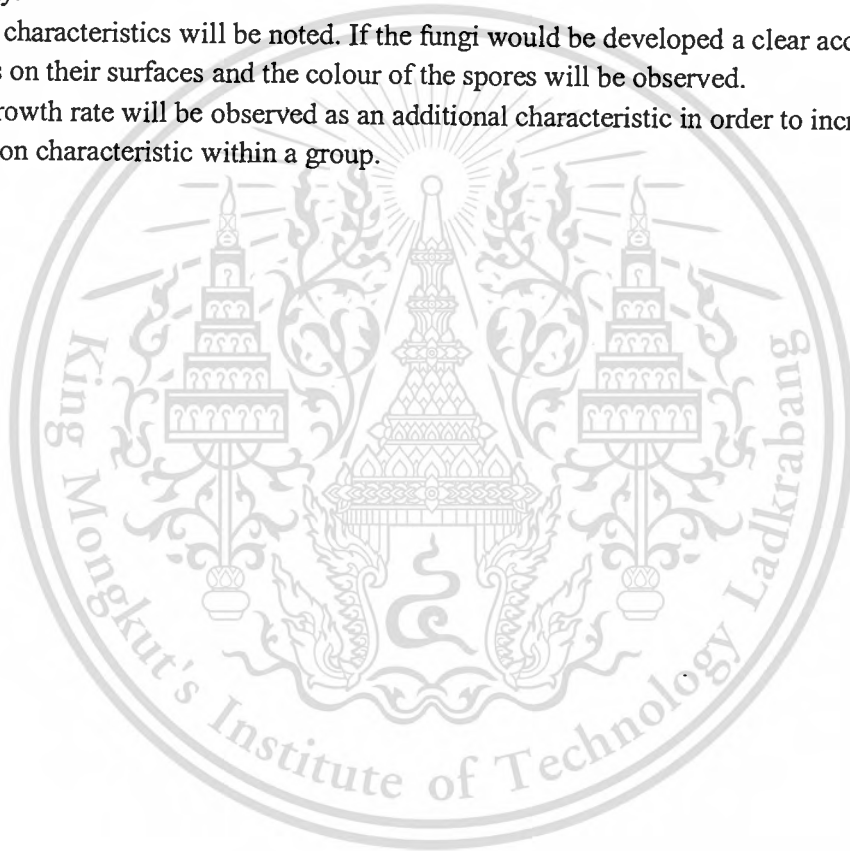 characteristics will be noted. If the fungi would be developed a clear
on their surfaces and the colour of the spores will be observed.
rowth rate will be observed as an additional characteristic in order to
on characteristic within a group.
King Mongkut's Institute of Technology Ladkrabang